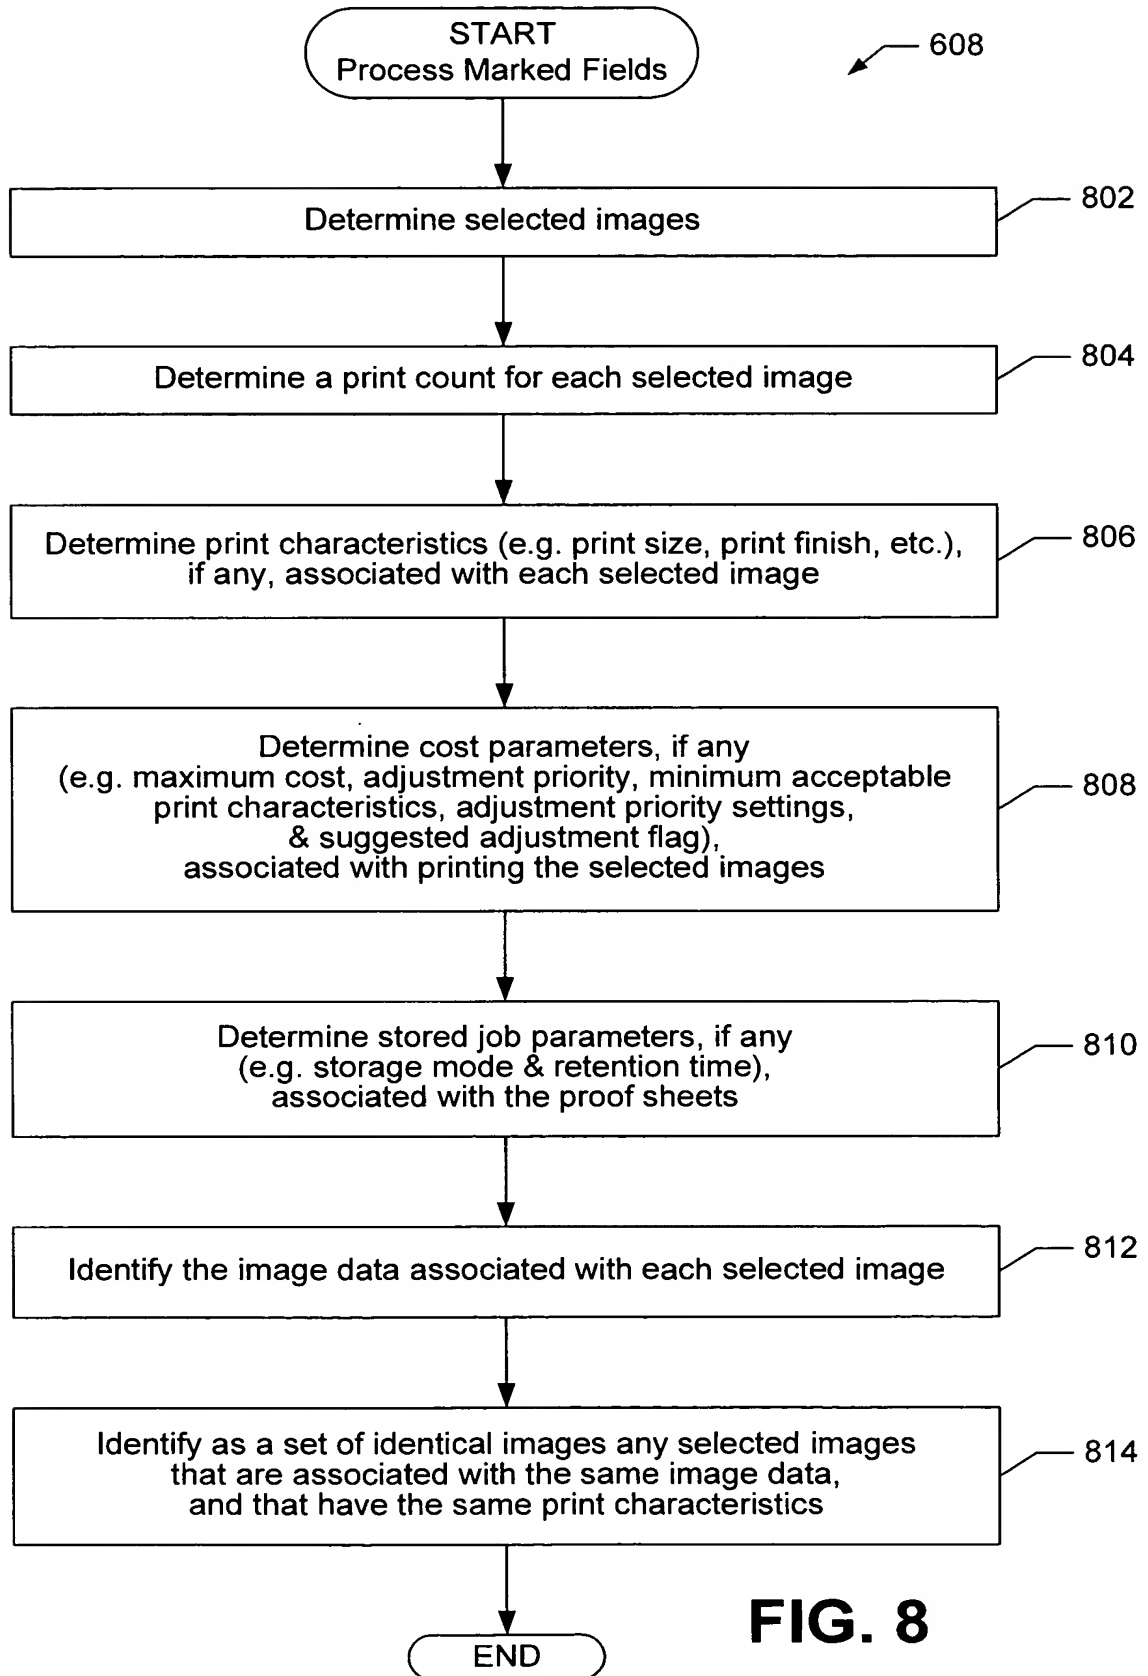 START
Process Marked Fields
608
Determine selected images
802
Determine a print count for each selected image
804
Determine print characteristics (e.g. print size, print finish, etc.),
if any, associated with each selected image
806
Determine cost parameters, if any
(e.g. maximum cost, adjustment priority, minimum acceptable
print characteristics, adjustment priority settings,
& suggested adjustment flag),
associated with printing the selected images
808
Determine stored job parameters, if any
(e.g. storage mode & retention time),
associated with the proof sheets
810
Identify the image data associated with each selected image
812
Identify as a set of identical images any selected images
that are associated with the same image data,
and that have the same print characteristics
814
END
FIG. 8